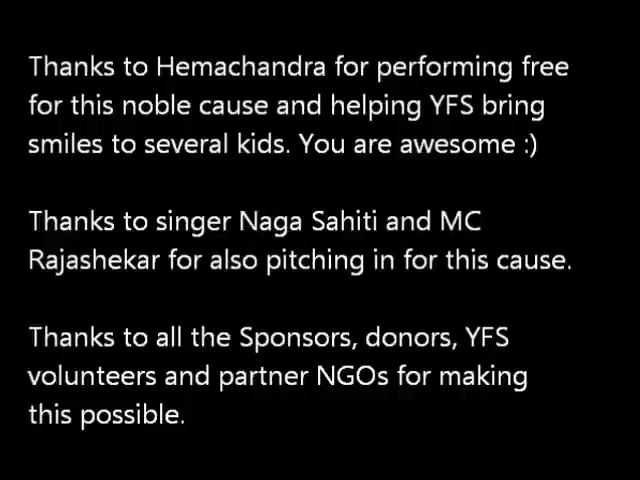 Thanks to Hemachandra for performing free
for this noble cause and helping YFS bring
smiles to several kids. You are awesome :)
Thanks to singer Naga Sahiti and MC
Rajashekar for also pitching in for this cause.
Thanks to all the Sponsors, donors, YFS
volunteers and partner NGOs for making
this possible.